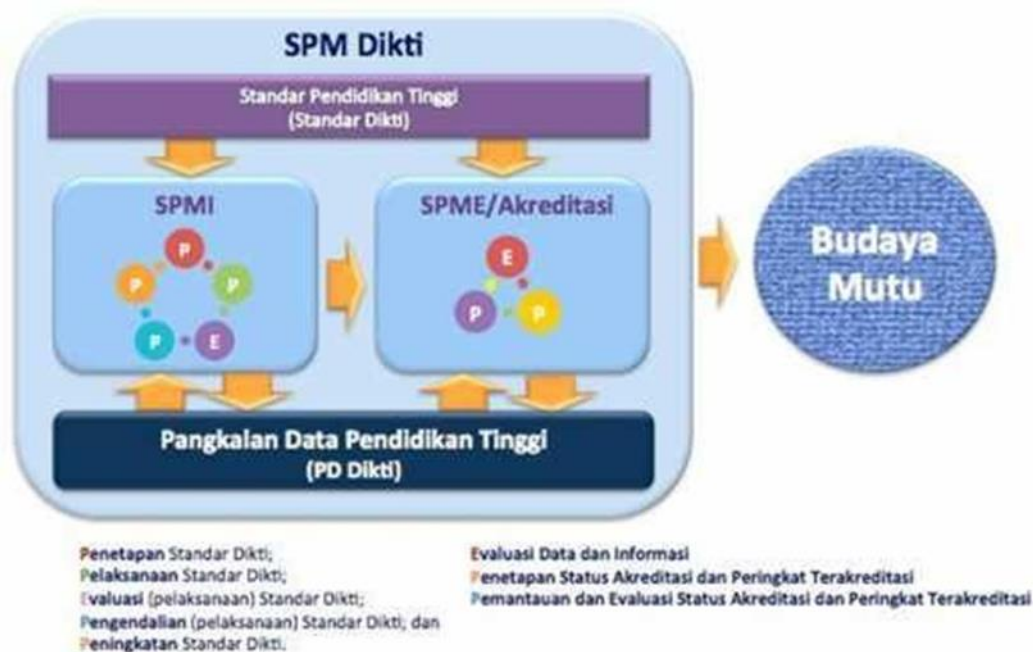 SPM Dikti
Standar Pendidikan Tinggi
(Standar Dikti)
SPMI
P
P
P
P
E
SPME/Akreditasi
E
P
P
Budaya
Mutu
Pangkalan Data Pendidikan Tinggi
(PD Dikti)
Penetapan Standar Dikti;
Pelaksanaan Standar Dikti;
Evaluasi (pelaksanaan) Standar Dikti;
Pengendalian (pelaksanaan) Standar Dikti; dan
Peningkatan Standar Dikti.
Evaluasi Data dan Informasi
Penetapan Status Akreditasi dan Peringkat Terakreditasi
Pemantauan dan Evaluasi Status Akreditasi dan Peringkat Terakreditasi